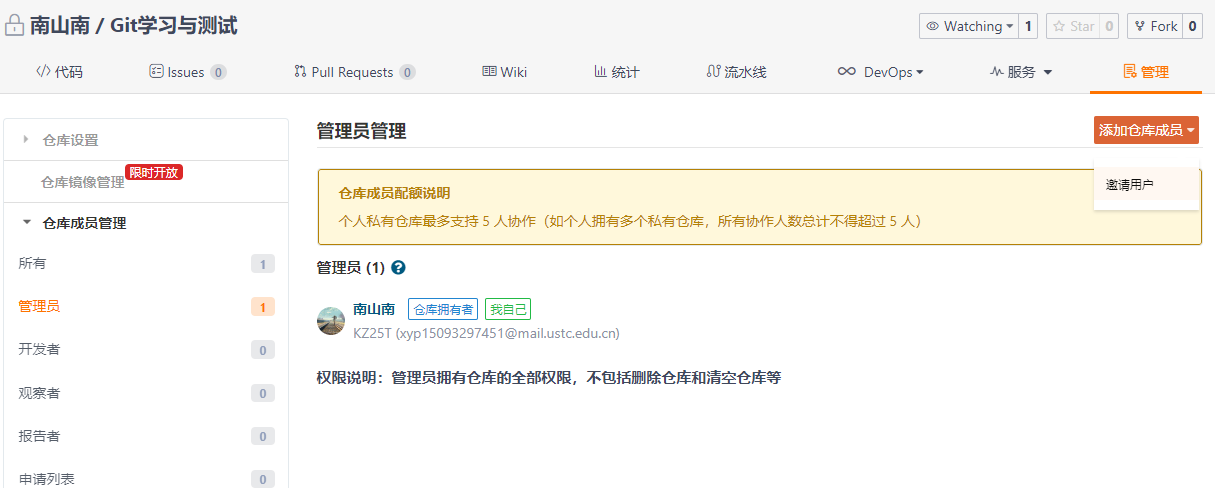 南山南 / Git学习与测试
Watching 1 Star 0 Fork 0
代码 Issues 0 Pull Requests 0 Wiki 统计 流水线 DevOps 服务 管理
仓库设置
仓库镜像管理 限时开放
仓库成员管理
所有 1
管理员 1
开发者 0
观察者 0
报告者 0
申请列表 0
管理员管理
添加仓库成员
邀请用户
仓库成员配额说明
个人私有仓库最多支持 5 人协作（如个人拥有多个私有仓库，所有协作人数总计不得超过 5 人）
管理员 (1) ?
南山南 仓库拥有者 我自己
KZ25T (xyp15093297451@mail.ustc.edu.cn)
权限说明：管理员拥有仓库的全部权限，不包括删除仓库和清空仓库等